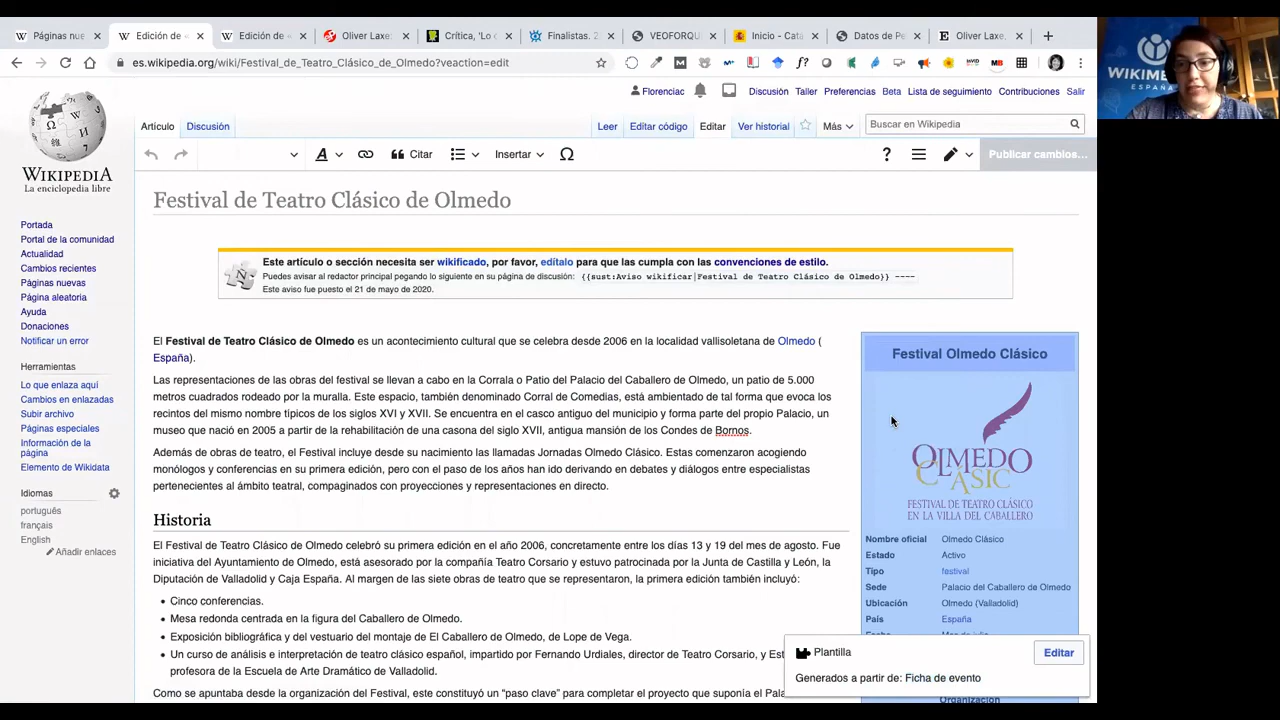 Páginas nue
Edición de «
Edición de «
Oliver Laxe:
Crítica, 'Lo q
Finalistas. 2
VEOFORQU
Inicio - Cata
Datos de Pe
Oliver Laxe.
es.wikipedia.org/wiki/Festival_de_Teatro_Clásico_de_Olmedo?veaction=edit
Florenciac Discusión Taller Preferencias Beta Lista de seguimiento Contribuciones Salir
Artículo Discusión Leer Editar código Editar Ver historial Más Buscar en Wikipedia
A Citar Insertar Ω ? Publicar cambios...
WIKIPEDIA
La enciclopedia libre
Portada
Portal de la comunidad
Actualidad
Cambios recientes
Páginas nuevas
Página aleatoria
Ayuda
Donaciones
Notificar un error
Herramientas
Lo que enlaza aquí
Cambios en enlazadas
Subir archivo
Páginas especiales
Información de la
página
Elemento de Wikidata
Idiomas
português
français
English
Añadir enlaces
Festival de Teatro Clásico de Olmedo
Este artículo o sección necesita ser wikificado, por favor, edítalo para que las cumpla con las convenciones de estilo.
Puedes avisar al redactor principal pegando lo siguiente en su página de discusión: {{sust:Aviso wikificar|Festival de Teatro Clásico de Olmedo}} ----
Este aviso fue puesto el 21 de mayo de 2020.
El Festival de Teatro Clásico de Olmedo es un acontecimiento cultural que se celebra desde 2006 en la localidad vallisoletana de Olmedo (
España).
Las representaciones de las obras del festival se llevan a cabo en la Corrala o Patio del Palacio del Caballero de Olmedo, un patio de 5.000
metros cuadrados rodeado por la muralla. Este espacio, también denominado Corral de Comedias, está ambientado de tal forma que evoca los
recintos del mismo nombre típicos de los siglos XVI y XVII. Se encuentra en el casco antiguo del municipio y forma parte del propio Palacio, un
museo que nació en 2005 a partir de la rehabilitación de una casona del siglo XVII, antigua mansión de los Condes de Bornos.
Además de obras de teatro, el Festival incluye desde su nacimiento las llamadas Jornadas Olmedo Clásico. Estas comenzaron acogiendo
monólogos y conferencias en su primera edición, pero con el paso de los años han ido derivando en debates y diálogos entre especialistas
pertenecientes al ámbito teatral, compaginados con proyecciones y representaciones en directo.
Historia
El Festival de Teatro Clásico de Olmedo celebró su primera edición en el año 2006, concretamente entre los días 13 y 19 del mes de agosto. Fue
iniciativa del Ayuntamiento de Olmedo, está asesorado por la compañía Teatro Corsario y estuvo patrocinada por la Junta de Castilla y León, la
Diputación de Valladolid y Caja España. Al margen de las siete obras de teatro que se representaron, la primera edición también incluyó:
• Cinco conferencias.
• Mesa redonda centrada en la figura del Caballero de Olmedo.
• Exposición bibliográfica y del vestuario del montaje de El Caballero de Olmedo, de Lope de Vega.
• Un curso de análisis e interpretación de teatro clásico español, impartido por Fernando Urdiales, director de Teatro Corsario, y Est
profesora de la Escuela de Arte Dramático de Valladolid.
Como se apuntaba desde la organización del Festival, este constituyó un "paso clave" para completar el proyecto que suponía el Pala
Festival Olmedo Clásico
OLMEDO
CLÁSIC
FESTIVAL DE TEATRO CLÁSICO
EN LA VILLA DEL CABALLERO
Nombre oficial Olmedo Clásico
Estado Activo
Tipo festival
Sede Palacio del Caballero de Olmedo
Ubicación Olmedo (Valladolid)
País España
Plantilla Editar
Generados a partir de: Ficha de evento
Organización
WIKIME
ESPAÑA